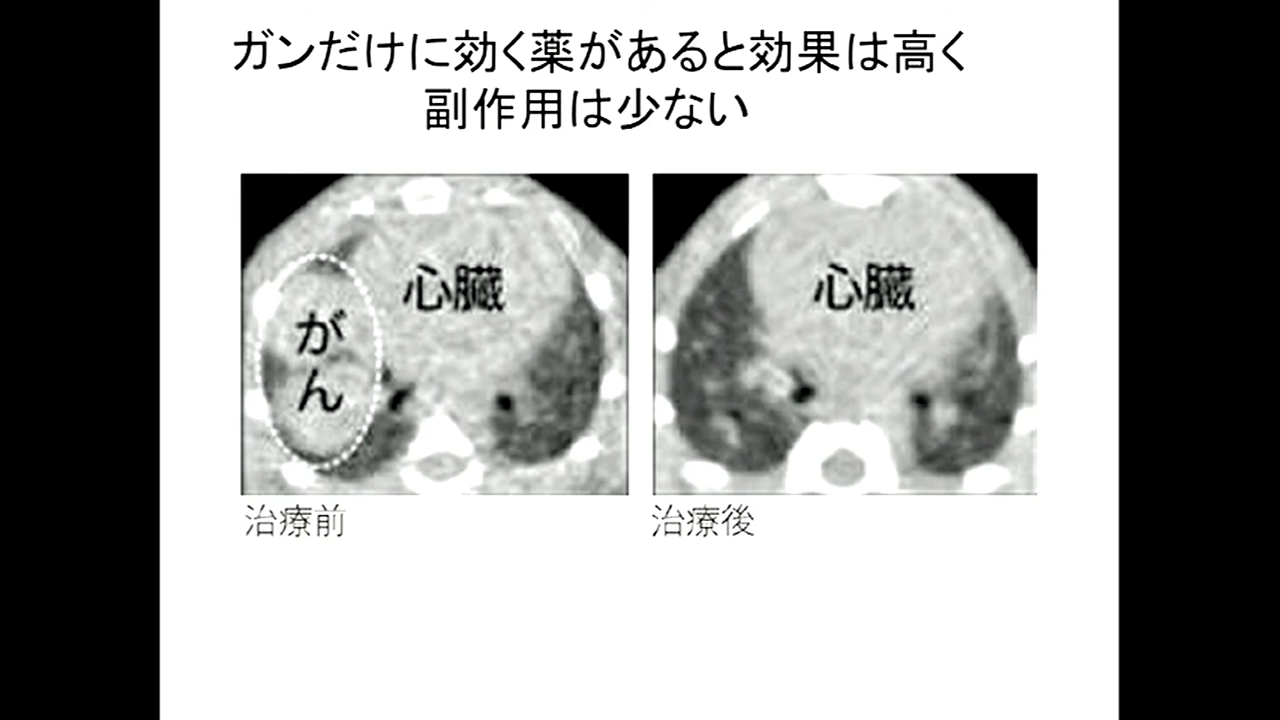 ガンだけに効く薬があると効果は高く
副作用は少ない
心臓
がん
心臓
治療前
治療後